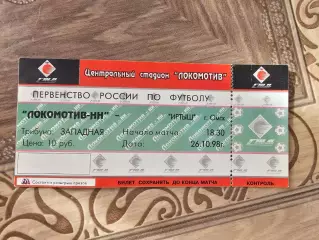 Центральный стадион "ЛОКОМОТИВ"
ПЕРВЕНСТВО РОССИИ ПО ФУТБОЛУ
"ЛОКОМОТИВ-НН" - "ИРТЫШ" г. Омск
Трибуна: ЗАПАДНАЯ Начало матча 18.30
Цена: 10 руб. Дата: 26.10.98г.
БИЛЕТ СОХРАНЯТЬ ДО КОНЦА МАТЧА
КОНТРОЛЬ